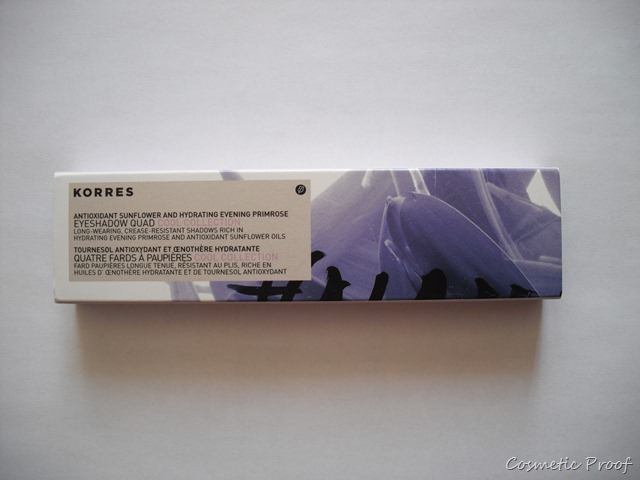 KORRES
ANTIOXIDANT SUNFLOWER AND HYDRATING EVENING PRIMROSE
EYESHADOW QUAD COOL COLLECTION
LONG-WEARING, CREASE-RESISTANT SHADOWS RICH IN
HYDRATING EVENING PRIMROSE AND ANTIOXIDANT SUNFLOWER OILS
TOURNESOL ANTIOXYDANT ET ŒNOTHÈRE HYDRATANTE
QUATRE FARDS À PAUPIÈRES COOL COLLECTION
FARD PAUPIÈRES LONGUE TENUE, RÉSISTANT AU PLIS, RICHE EN
HUILES D' ŒNOTHÈRE HYDRATANTE ET DE TOURNESOL ANTIOXYDANT
Cosmetic Proof